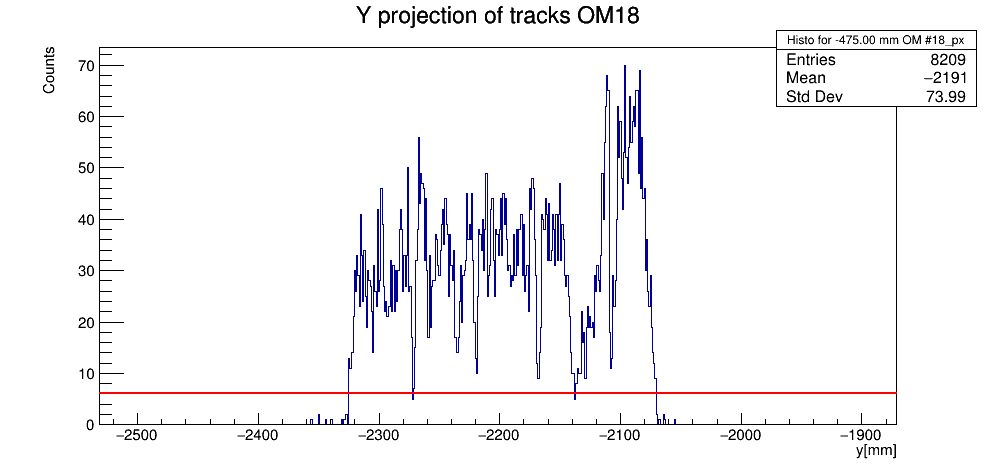 Y projection of tracks OM18
Histo for -475.00 mm OM #18_px
Entries 8209
Mean −2191
Std Dev 73.99
Counts
70
60
50
40
30
20
10
0
−2500 −2400 −2300 −2200 −2100 −2000 −1900
y[mm]